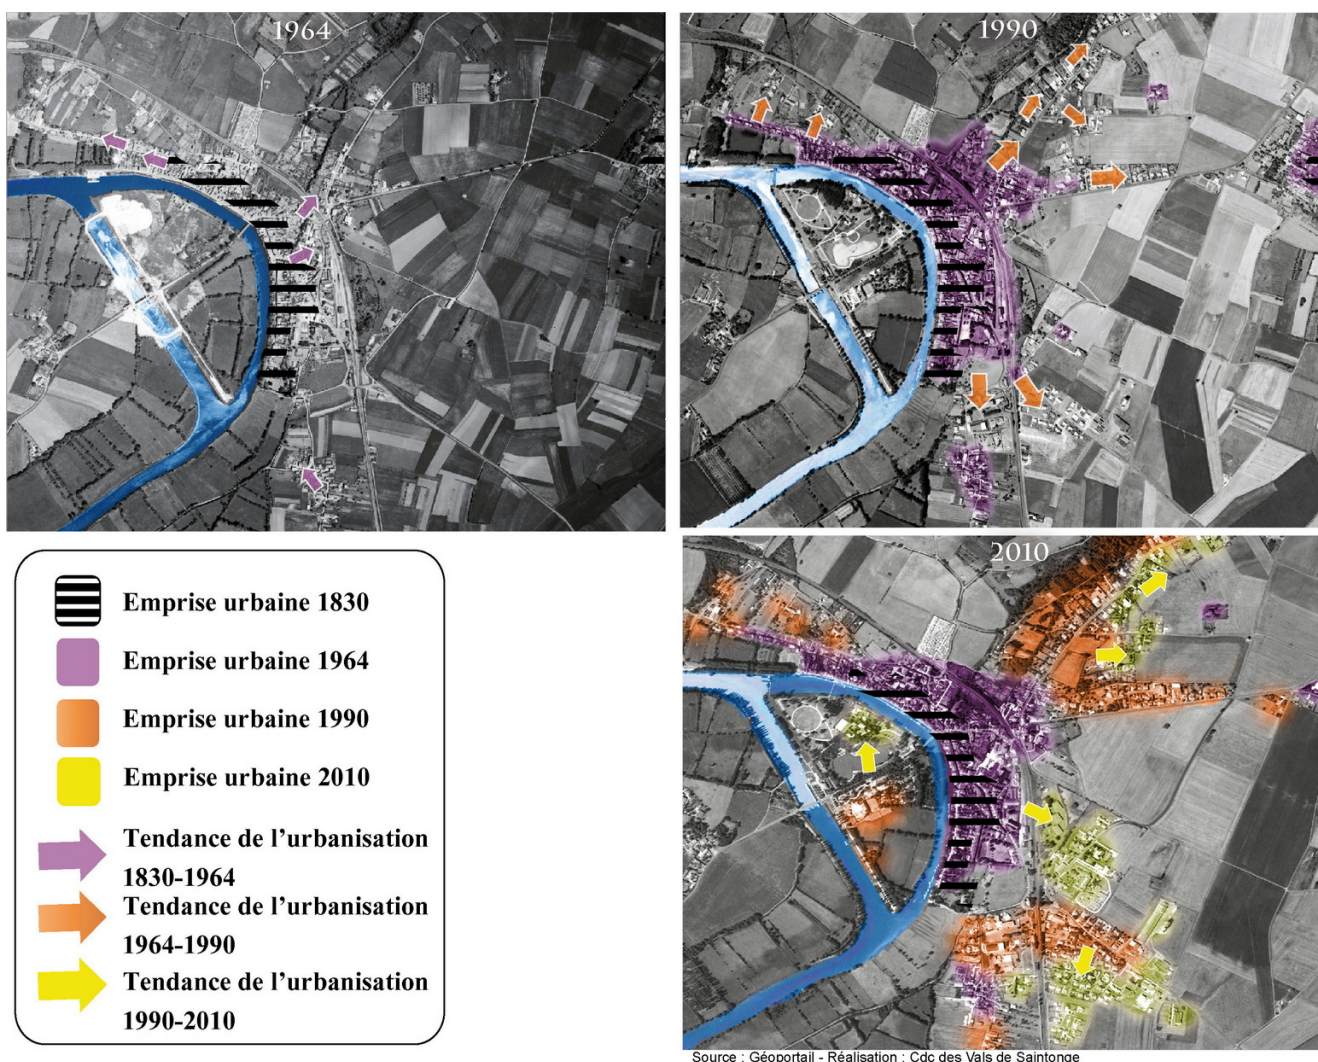 1964
1990
Emprise urbaine 1830
Emprise urbaine 1964
Emprise urbaine 1990
Emprise urbaine 2010
Tendance de l’urbanisation
1830-1964
Tendance de l’urbanisation
1964-1990
Tendance de l’urbanisation
1990-2010
2010
Source : Géoportail - Réalisation : Cdc des Vals de Saintonge